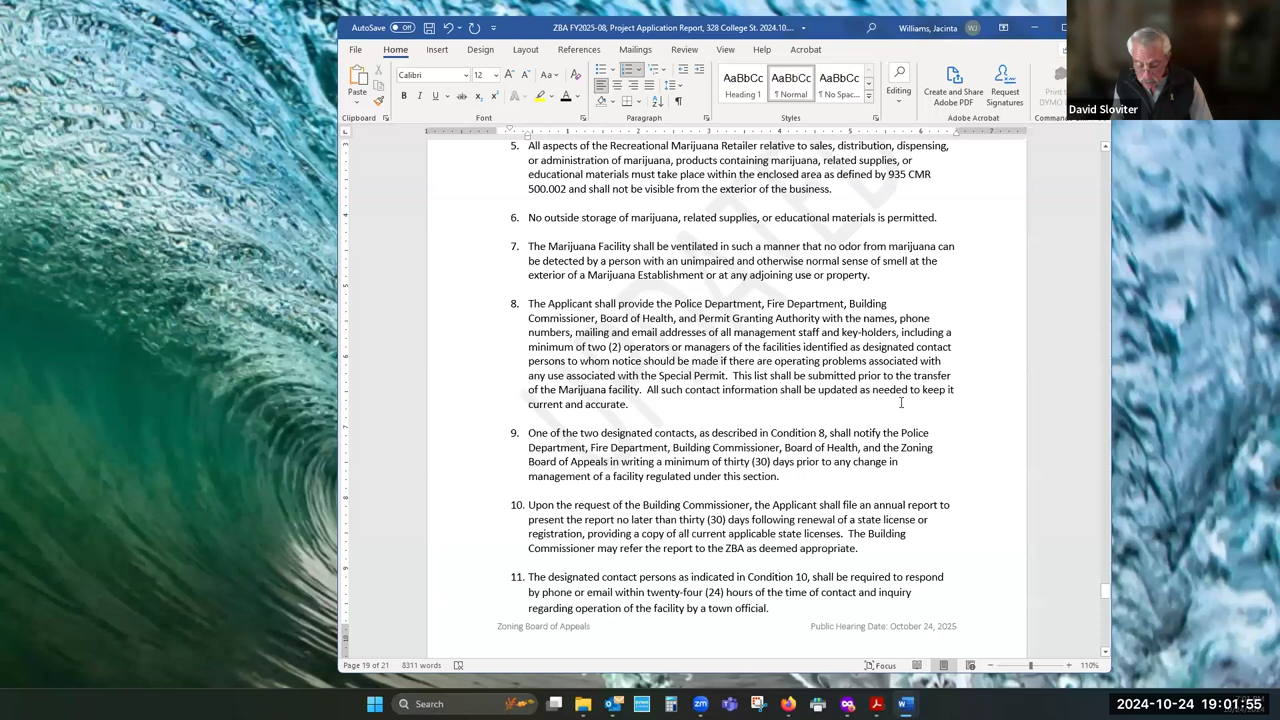 AutoSave Off
ZBA FY2025-08, Project Application Report, 328 College St. 2024.10....
Williams, Jacinta WJ
File Home Insert Design Layout References Mailings Review View Help Acrobat
Paste
Calibri 12
Aa
AaBbCc AaBbCc AaBbCc
Heading 1 ¶ Normal ¶ No Spac...
Editing
Create and Share Adobe PDF
Request Signatures
Print to DYMO
Clipboard Font Paragraph Styles Adobe Acrobat
David Sloviter
5. All aspects of the Recreational Marijuana Retailer relative to sales, distribution, dispensing,
or administration of marijuana, products containing marijuana, related supplies, or
educational materials must take place within the enclosed area as defined by 935 CMR
500.002 and shall not be visible from the exterior of the business.
6. No outside storage of marijuana, related supplies, or educational materials is permitted.
7. The Marijuana Facility shall be ventilated in such a manner that no odor from marijuana can
be detected by a person with an unimpaired and otherwise normal sense of smell at the
exterior of a Marijuana Establishment or at any adjoining use or property.
8. The Applicant shall provide the Police Department, Fire Department, Building
Commissioner, Board of Health, and Permit Granting Authority with the names, phone
numbers, mailing and email addresses of all management staff and key-holders, including a
minimum of two (2) operators or managers of the facilities identified as designated contact
persons to whom notice should be made if there are operating problems associated with
any use associated with the Special Permit. This list shall be submitted prior to the transfer
of the Marijuana facility. All such contact information shall be updated as needed to keep it
current and accurate.
9. One of the two designated contacts, as described in Condition 8, shall notify the Police
Department, Fire Department, Building Commissioner, Board of Health, and the Zoning
Board of Appeals in writing a minimum of thirty (30) days prior to any change in
management of a facility regulated under this section.
10. Upon the request of the Building Commissioner, the Applicant shall file an annual report to
present the report no later than thirty (30) days following renewal of a state license or
registration, providing a copy of all current applicable state licenses. The Building
Commissioner may refer the report to the ZBA as deemed appropriate.
11. The designated contact persons as indicated in Condition 10, shall be required to respond
by phone or email within twenty-four (24) hours of the time of contact and inquiry
regarding operation of the facility by a town official.
Zoning Board of Appeals Public Hearing Date: October 24, 2025
Page 19 of 21 8311 words Focus 110%
Search
2024-10-24 19:01:55